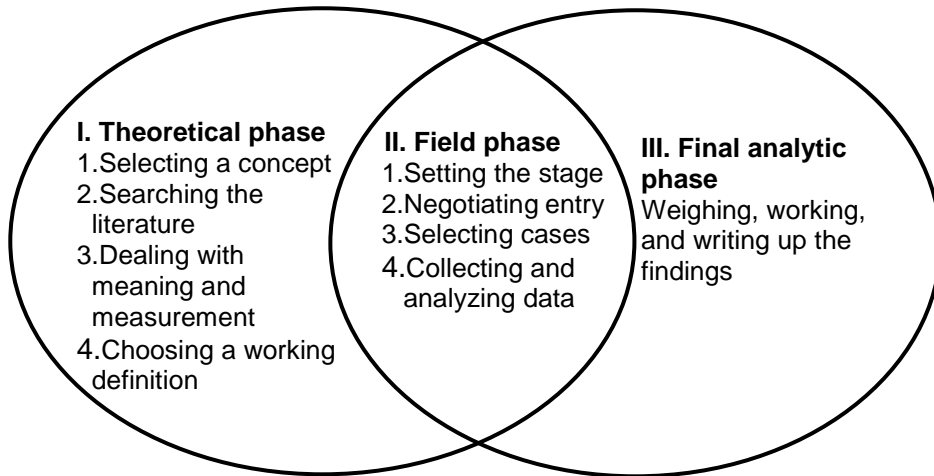 I. Theoretical phase
1.Selecting a concept
2.Searching the
literature
3.Dealing with
meaning and
measurement
4.Choosing a working
definition
II. Field phase
1.Setting the stage
2.Negotiating entry
3.Selecting cases
4.Collecting and
analyzing data
III. Final analytic
phase
Weighing, working,
and writing up the
findings